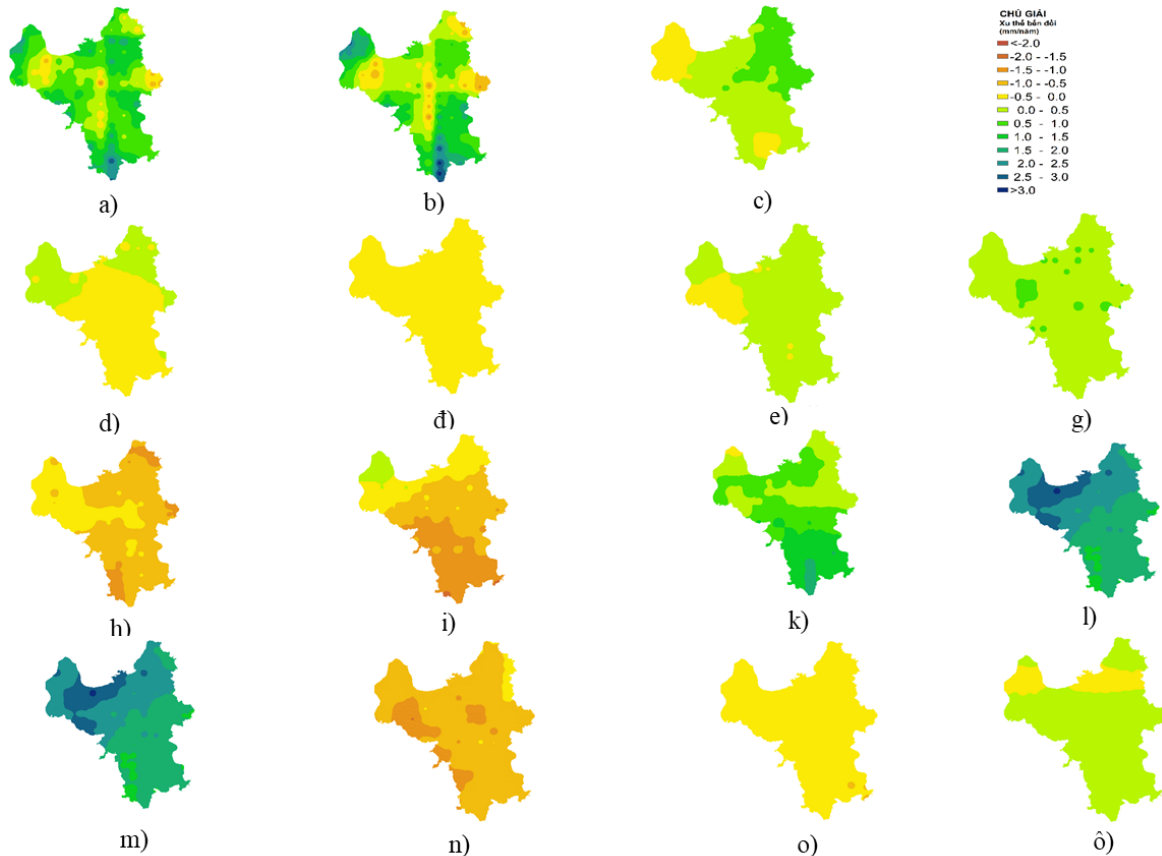 CHÚ GIẢI
Xu thế bến đổi
(mm/năm)
<-2.0
-2.0 - -1.5
-1.5 - -1.0
-1.0 - -0.5
-0.5 - 0.0
0.0 - 0.5
0.5 - 1.0
1.0 - 1.5
1.5 - 2.0
2.0 - 2.5
2.5 - 3.0
>3.0
a)
b)
c)
d)
đ)
e)
g)
h)
i)
k)
l)
m)
n)
o)
ô)